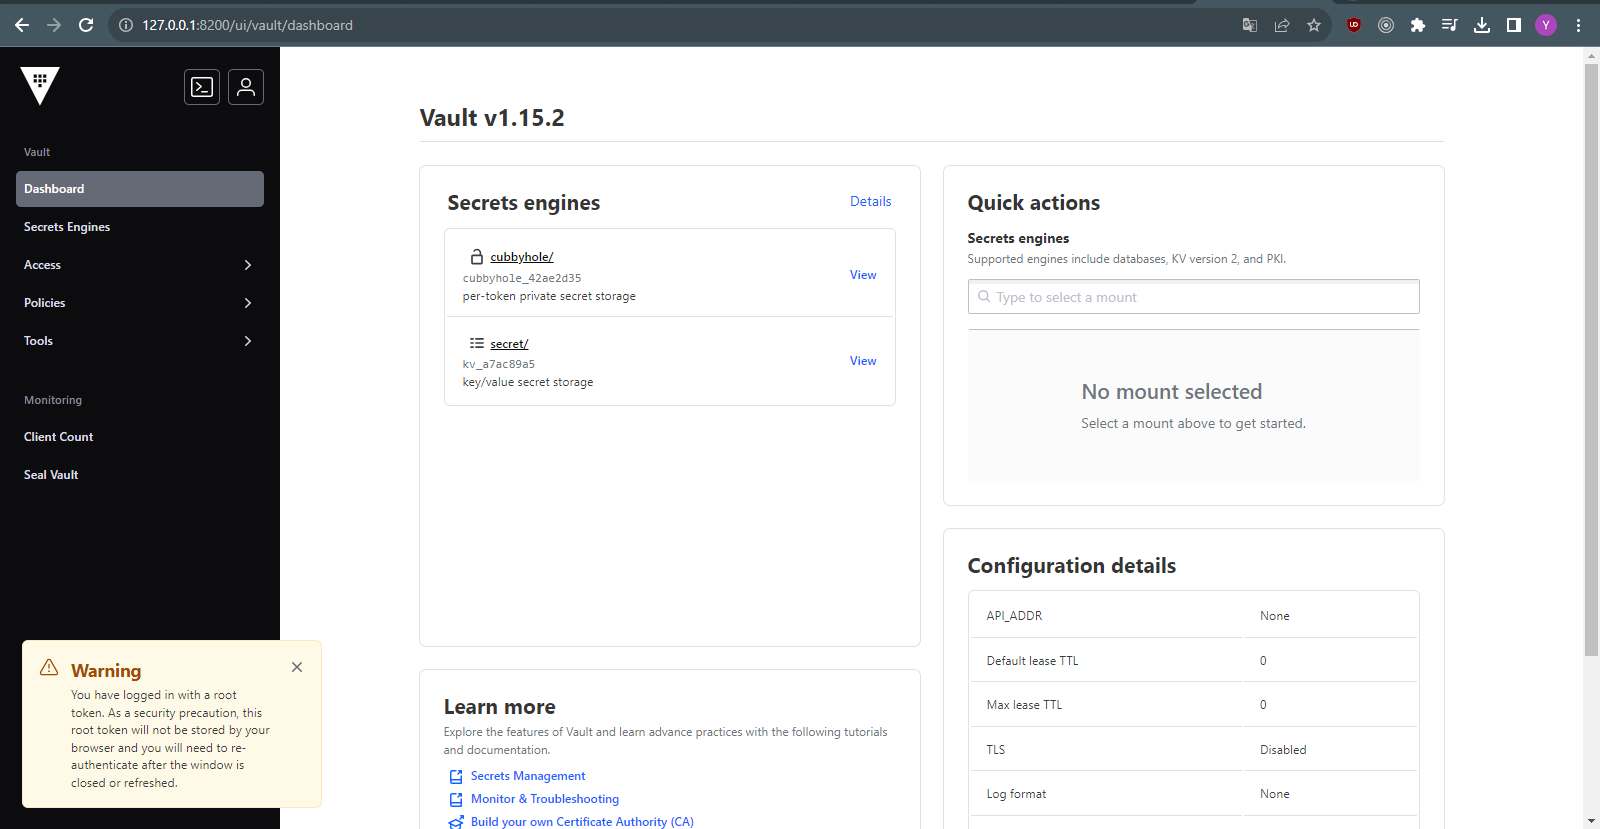 127.0.0.1:8200/ui/vault/dashboard
Y
Vault
Dashboard
Secrets Engines
Access
Policies
Tools
Monitoring
Client Count
Seal Vault
Warning
You have logged in with a root
token. As a security precaution, this
root token will not be stored by your
browser and you will need to re-
authenticate after the window is
closed or refreshed.
Vault v1.15.2
Secrets engines
Details
cubbyhole/
cubbyhole_42ae2d35
per-token private secret storage
View
secret/
kv_a7ac89a5
key/value secret storage
View
Learn more
Explore the features of Vault and learn advance practices with the following tutorials
and documentation.
Secrets Management
Monitor & Troubleshooting
Build your own Certificate Authority (CA)
Quick actions
Secrets engines
Supported engines include databases, KV version 2, and PKI.
Type to select a mount
No mount selected
Select a mount above to get started.
Configuration details
API_ADDR None
Default lease TTL 0
Max lease TTL 0
TLS Disabled
Log format None